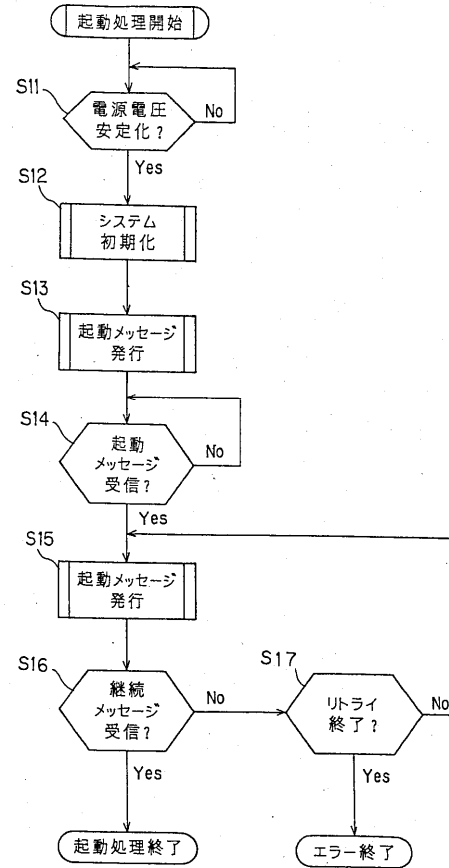 起動処理開始
S11
電源電圧
安定化?
No
Yes
S12
システム
初期化
S13
起動メッセージ
発行
S14
起動
メッセージ
受信?
No
Yes
S15
起動メッセージ
発行
S16
継続
メッセージ
受信?
No
S17
リトライ
終了?
No
Yes
Yes
起動処理終了
エラー終了